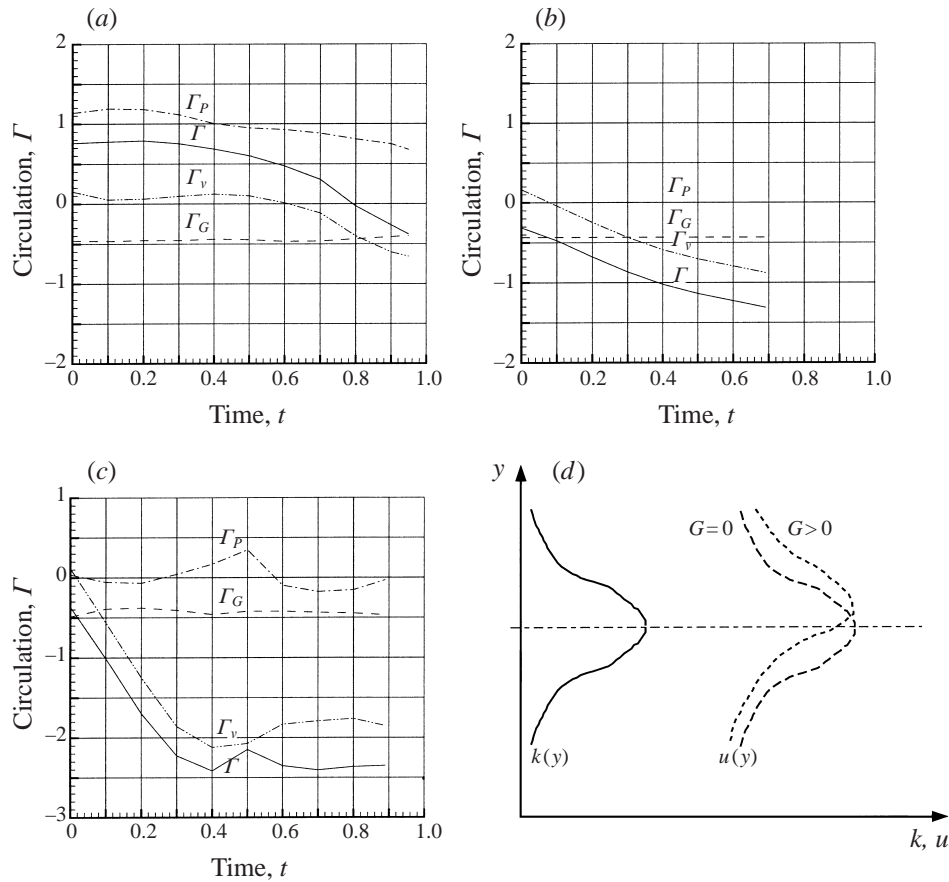 (a)
2
1
0
–1
–2
Circulation, Γ
Γ_P
Γ
Γ_v
Γ_G
0 0.2 0.4 0.6 0.8 1.0
Time, t
(b)
2
1
0
–1
–2
Circulation, Γ
Γ_P
Γ_G
Γ_v
Γ
0 0.2 0.4 0.6 0.8 1.0
Time, t
(c)
1
0
–1
–2
–3
Circulation, Γ
Γ_P
Γ_G
Γ_v
Γ
0 0.2 0.4 0.6 0.8 1.0
Time, t
(d)
y
G=0 G>0
k(y) u(y)
k, u